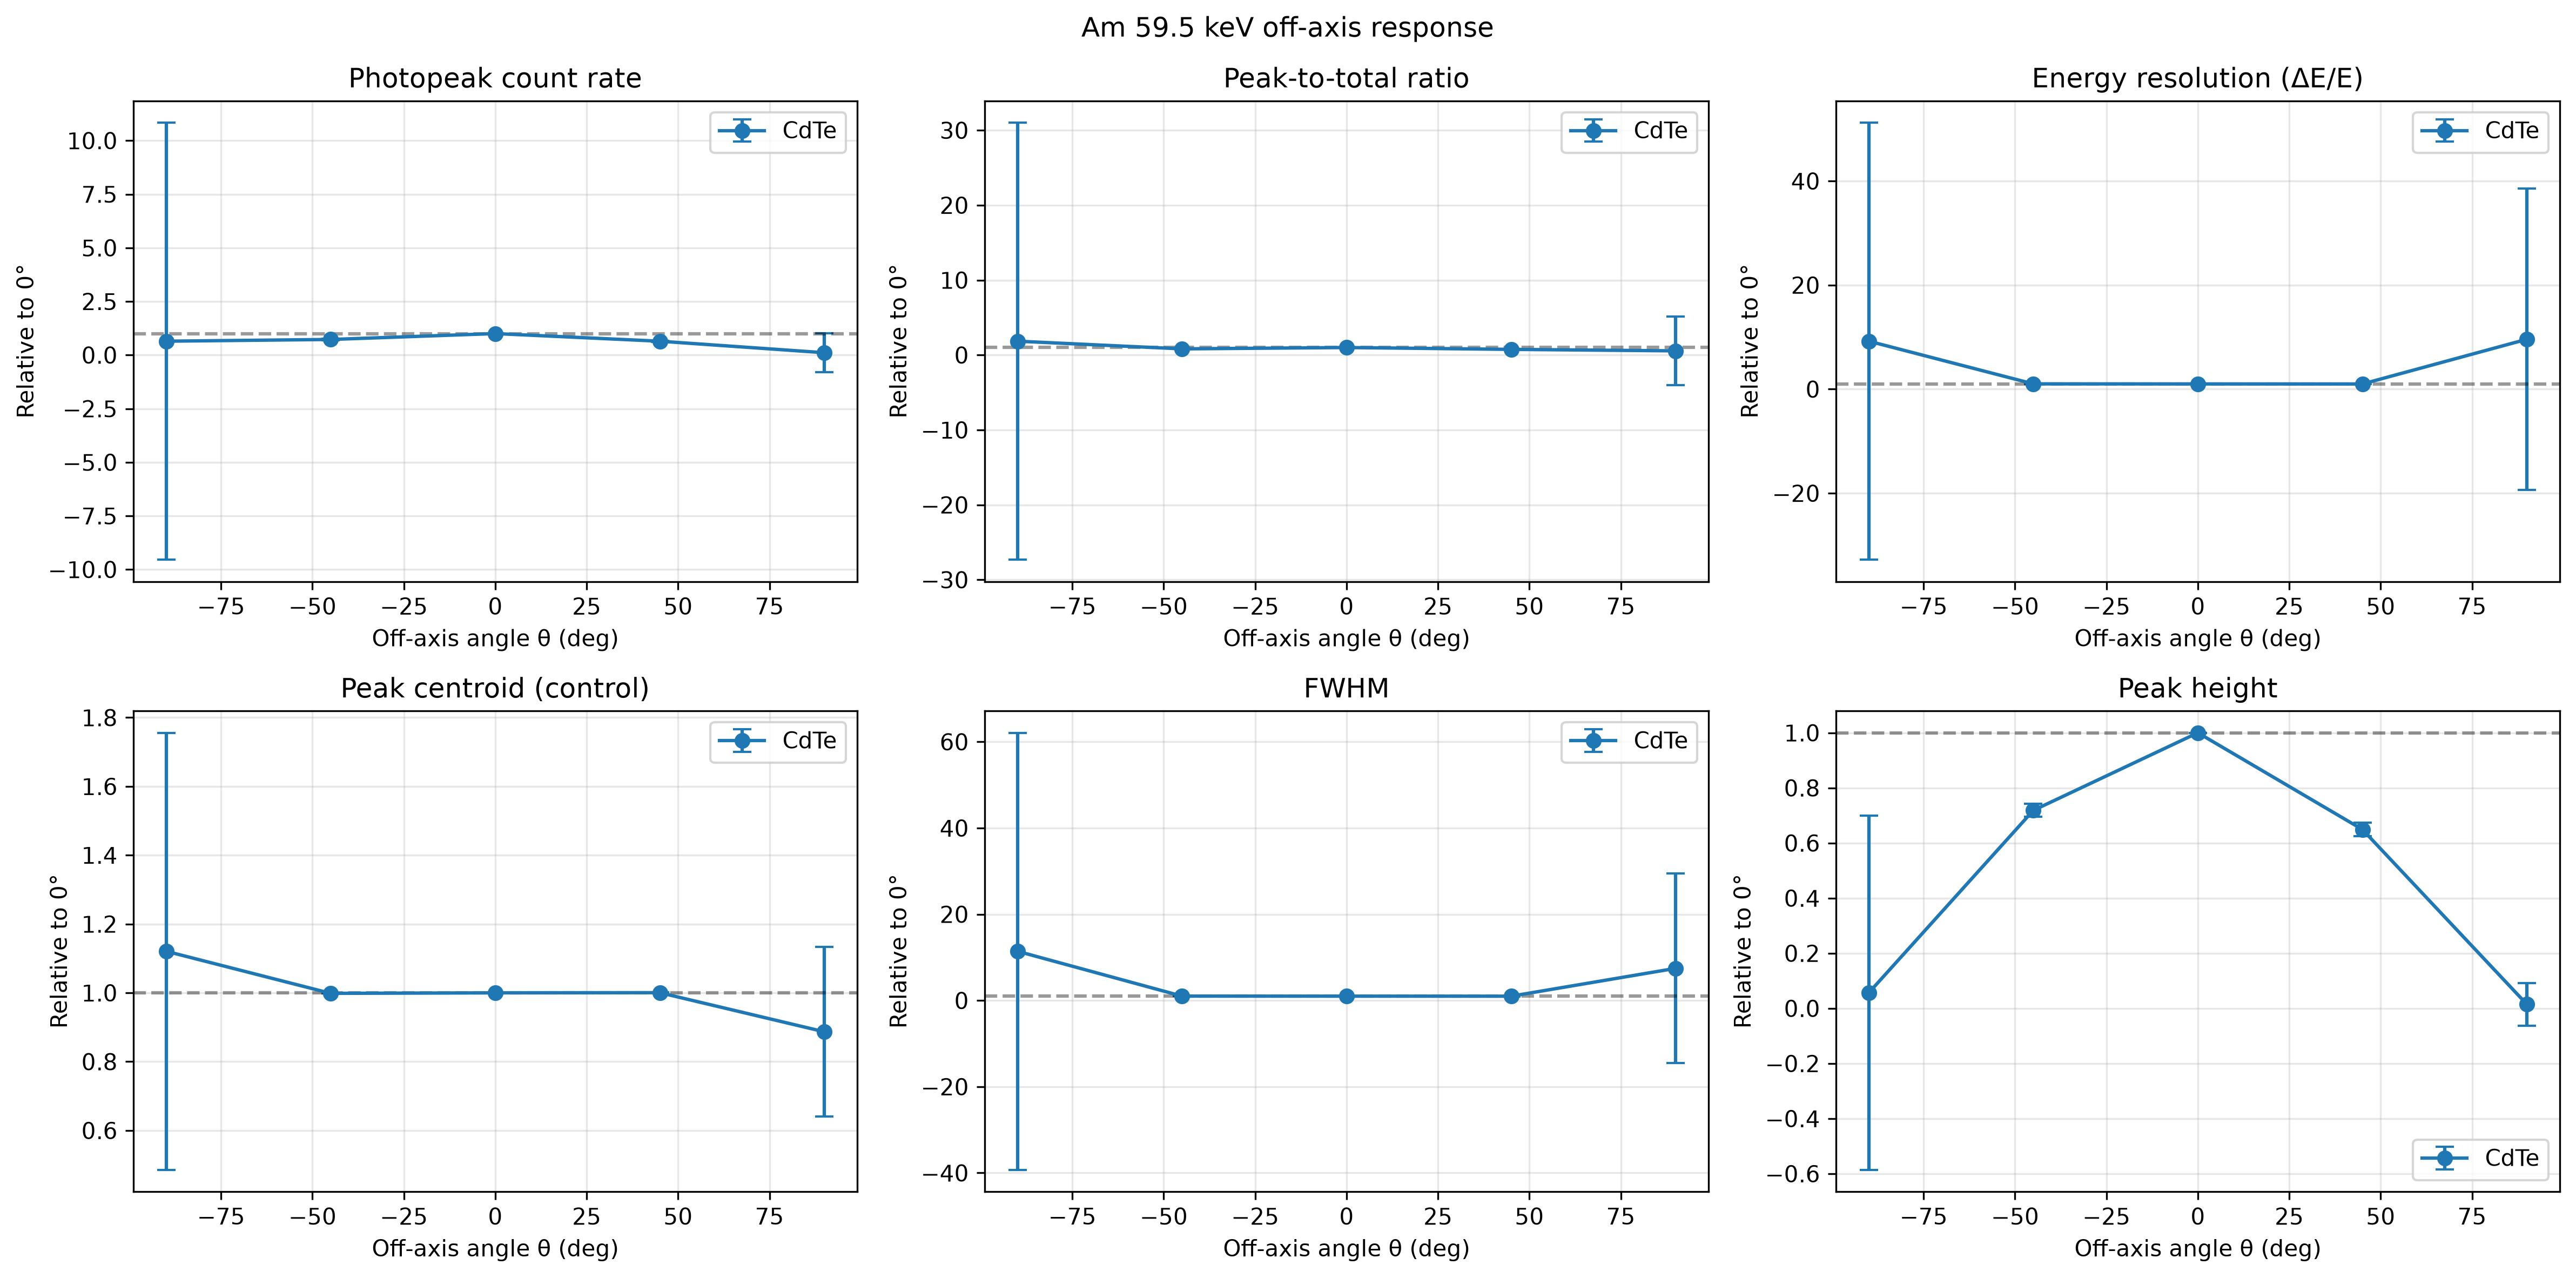 Am 59.5 keV off-axis response
Photopeak count rate
10.0
7.5
5.0
2.5
0.0
−2.5
−5.0
−7.5
−10.0
Relative to 0°
CdTe
−75 −50 −25 0 25 50 75
Off-axis angle θ (deg)
Peak-to-total ratio
30
20
10
0
−10
−20
−30
Relative to 0°
CdTe
−75 −50 −25 0 25 50 75
Off-axis angle θ (deg)
Energy resolution (ΔE/E)
40
20
0
−20
Relative to 0°
CdTe
−75 −50 −25 0 25 50 75
Off-axis angle θ (deg)
Peak centroid (control)
1.8
1.6
1.4
1.2
1.0
0.8
0.6
Relative to 0°
CdTe
−75 −50 −25 0 25 50 75
Off-axis angle θ (deg)
FWHM
60
40
20
0
−20
−40
Relative to 0°
CdTe
−75 −50 −25 0 25 50 75
Off-axis angle θ (deg)
Peak height
1.0
0.8
0.6
0.4
0.2
0.0
−0.2
−0.4
−0.6
Relative to 0°
CdTe
−75 −50 −25 0 25 50 75
Off-axis angle θ (deg)